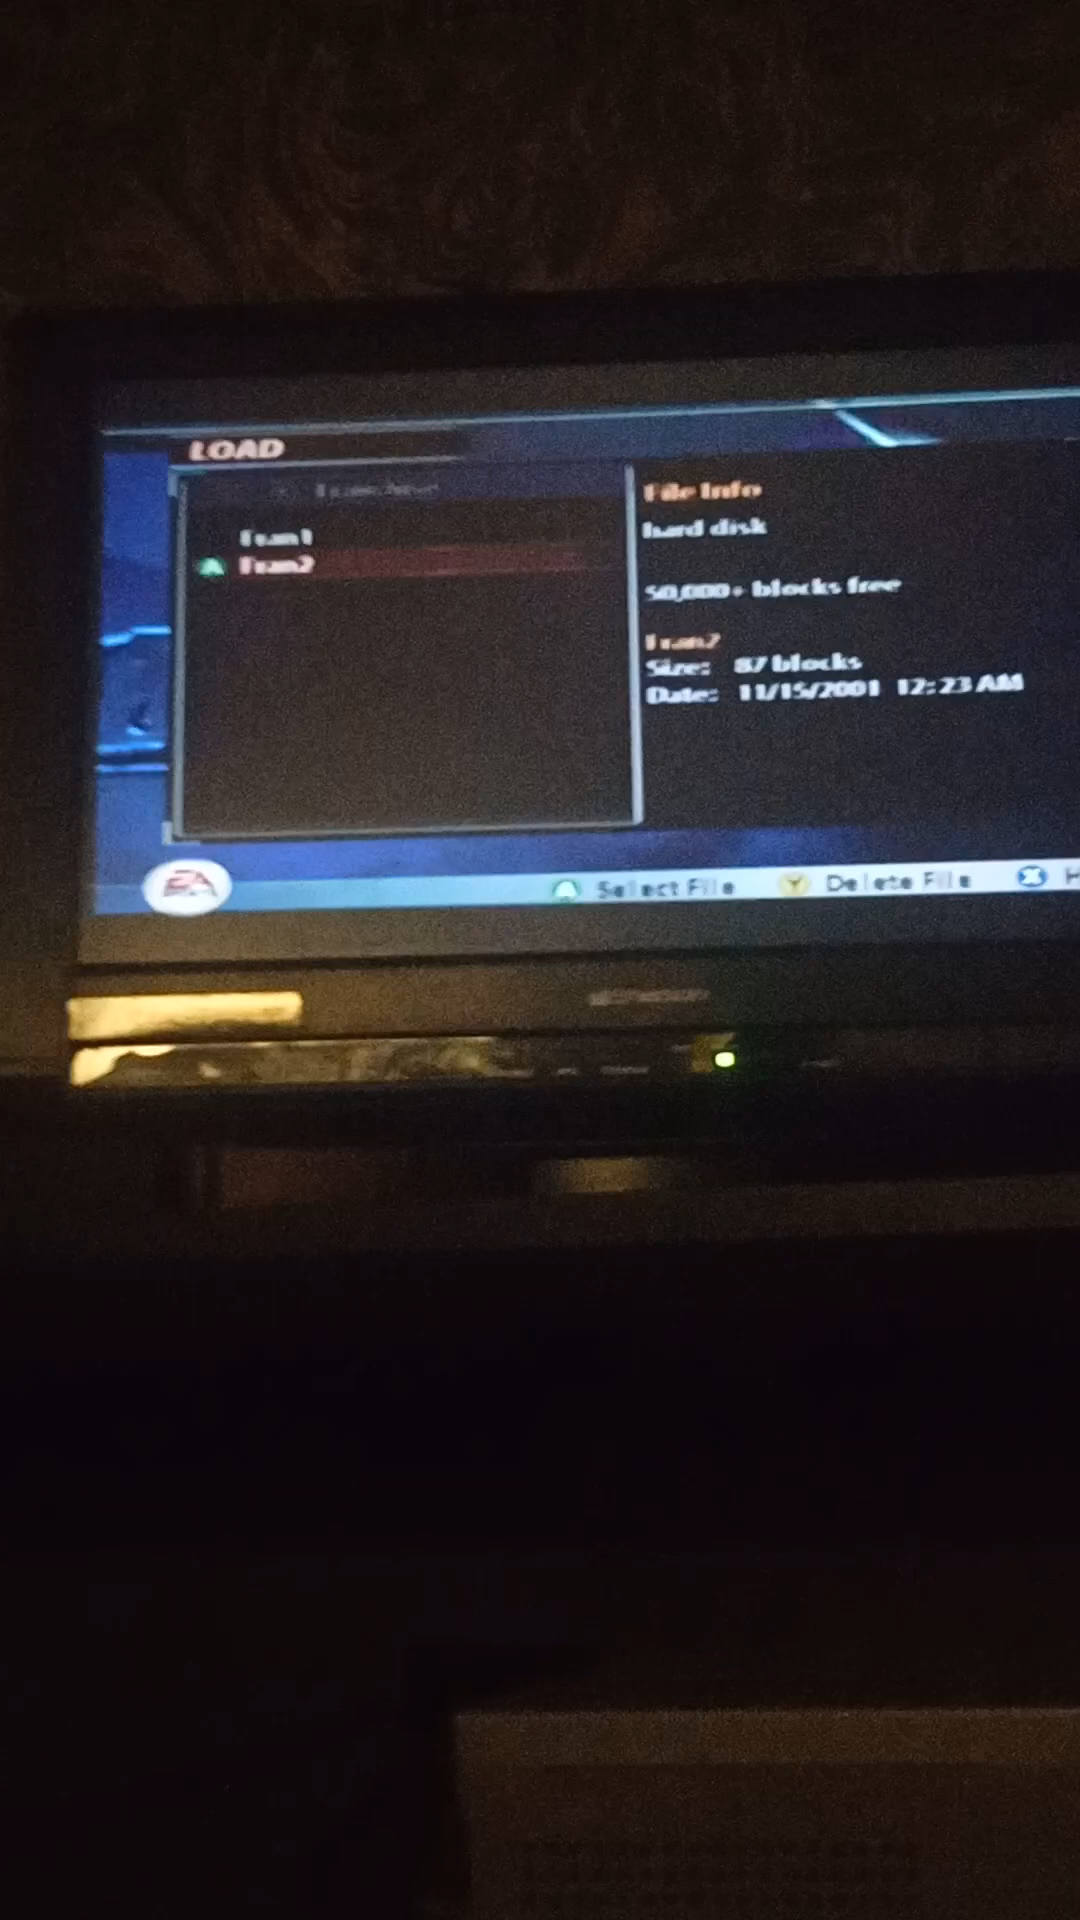 LOAD
File Info
hard disk
Fran1
Fran2
50,000+ blocks free
Fran2
Size: 87 blocks
Date: 11/15/2001 12:23 AM
EA
A Select File Y Delete File X H